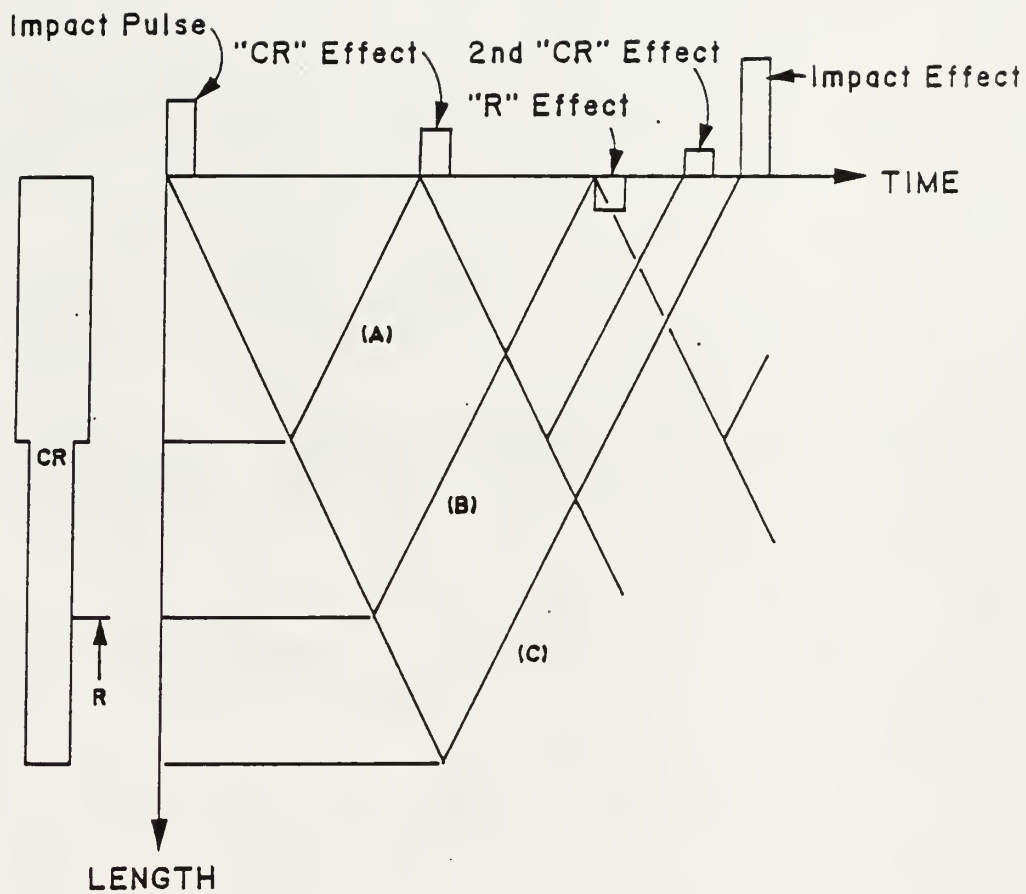 Impact Pulse
"CR" Effect
2nd "CR" Effect
"R" Effect
Impact Effect
TIME
(A)
CR
(B)
(C)
R
LENGTH